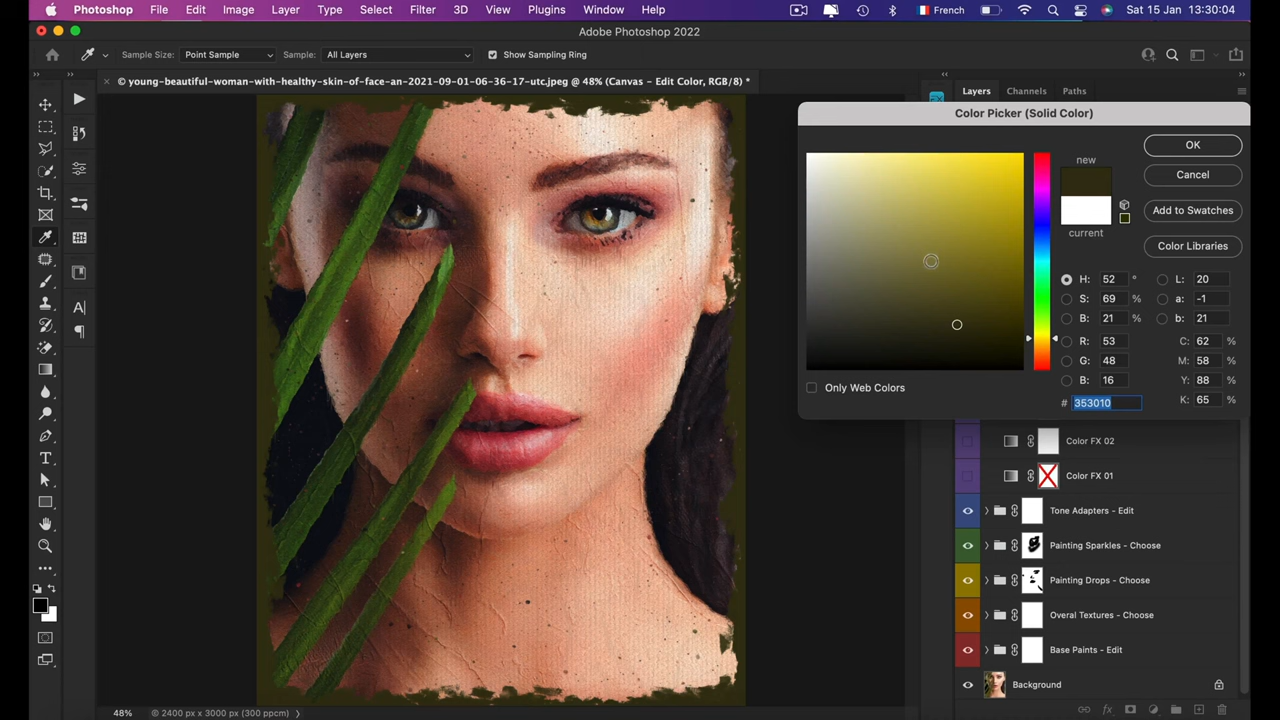 Photoshop File Edit Image Layer Type Select Filter 3D View Plugins Window Help French Sat 15 Jan 13:30:04
Adobe Photoshop 2022
Sample Size: Point Sample Sample: All Layers Show Sampling Ring
© young-beautiful-woman-with-healthy-skin-of-face-an-2021-09-01-06-36-17-utc.jpeg @ 48% (Canvas - Edit Color, RGB/8) *
Layers Channels Paths
Color Picker (Solid Color)
new
current
OK
Cancel
Add to Swatches
Color Libraries
H: 52 ° L: 20
S: 69 % a: -1
B: 21 % b: 21
R: 53 C: 62 %
G: 48 M: 58 %
B: 16 Y: 88 %
# 353010 K: 65 %
Only Web Colors
Color FX 02
Color FX 01
Tone Adapters - Edit
Painting Sparkles - Choose
Painting Drops - Choose
Overal Textures - Choose
Base Paints - Edit
Background
48% 2400 px x 3000 px (300 ppcm)